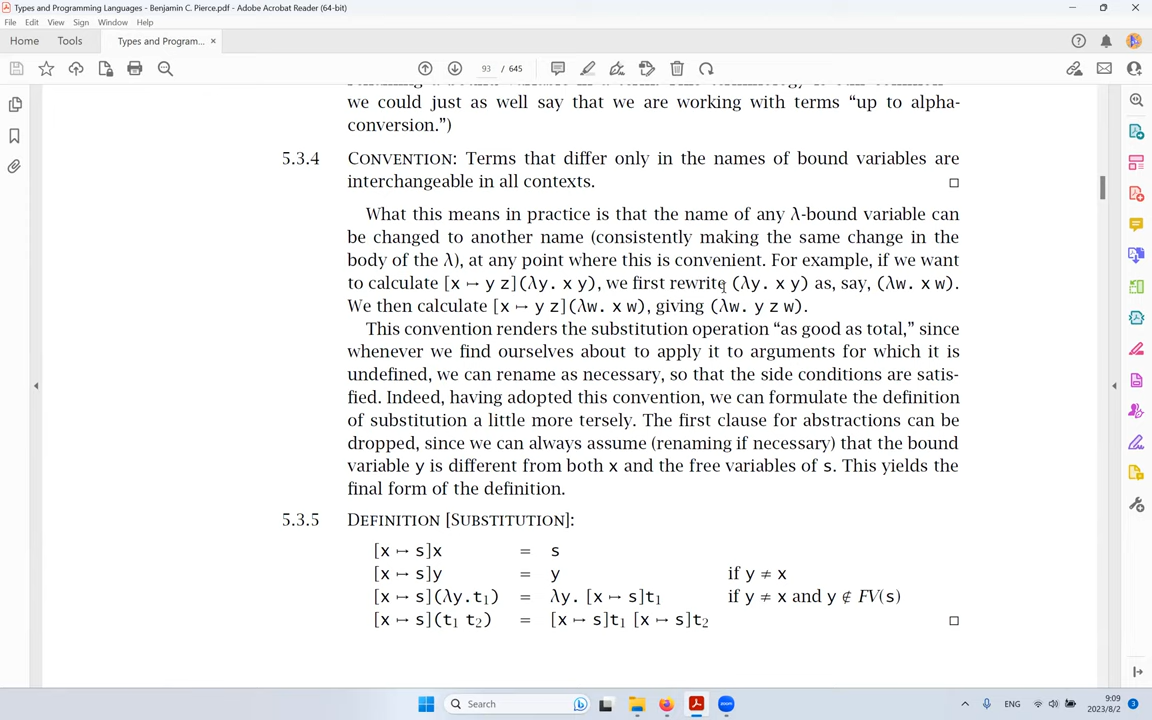 Types and Programming Languages - Benjamin C. Pierce.pdf - Adobe Acrobat Reader (64-bit)
File Edit View Sign Window Help
Home Tools Types and Program... ×
93 / 645
we could just as well say that we are working with terms “up to alpha-
conversion.”)
5.3.4 CONVENTION: Terms that differ only in the names of bound variables are
interchangeable in all contexts. □
What this means in practice is that the name of any λ-bound variable can
be changed to another name (consistently making the same change in the
body of the λ), at any point where this is convenient. For example, if we want
to calculate [x ↦ y z](λy. x y), we first rewrite (λy. x y) as, say, (λw. x w).
We then calculate [x ↦ y z](λw. x w), giving (λw. y z w).
This convention renders the substitution operation “as good as total,” since
whenever we find ourselves about to apply it to arguments for which it is
undefined, we can rename as necessary, so that the side conditions are satis-
fied. Indeed, having adopted this convention, we can formulate the definition
of substitution a little more tersely. The first clause for abstractions can be
dropped, since we can always assume (renaming if necessary) that the bound
variable y is different from both x and the free variables of s. This yields the
final form of the definition.
5.3.5 DEFINITION [SUBSTITUTION]:
[x ↦ s]x = s
[x ↦ s]y = y if y ≠ x
[x ↦ s](λy.t₁) = λy. [x ↦ s]t₁ if y ≠ x and y ∉ FV(s)
[x ↦ s](t₁ t₂) = [x ↦ s]t₁ [x ↦ s]t₂ □
Search
zoom
ENG
9:09
2023/8/2
3